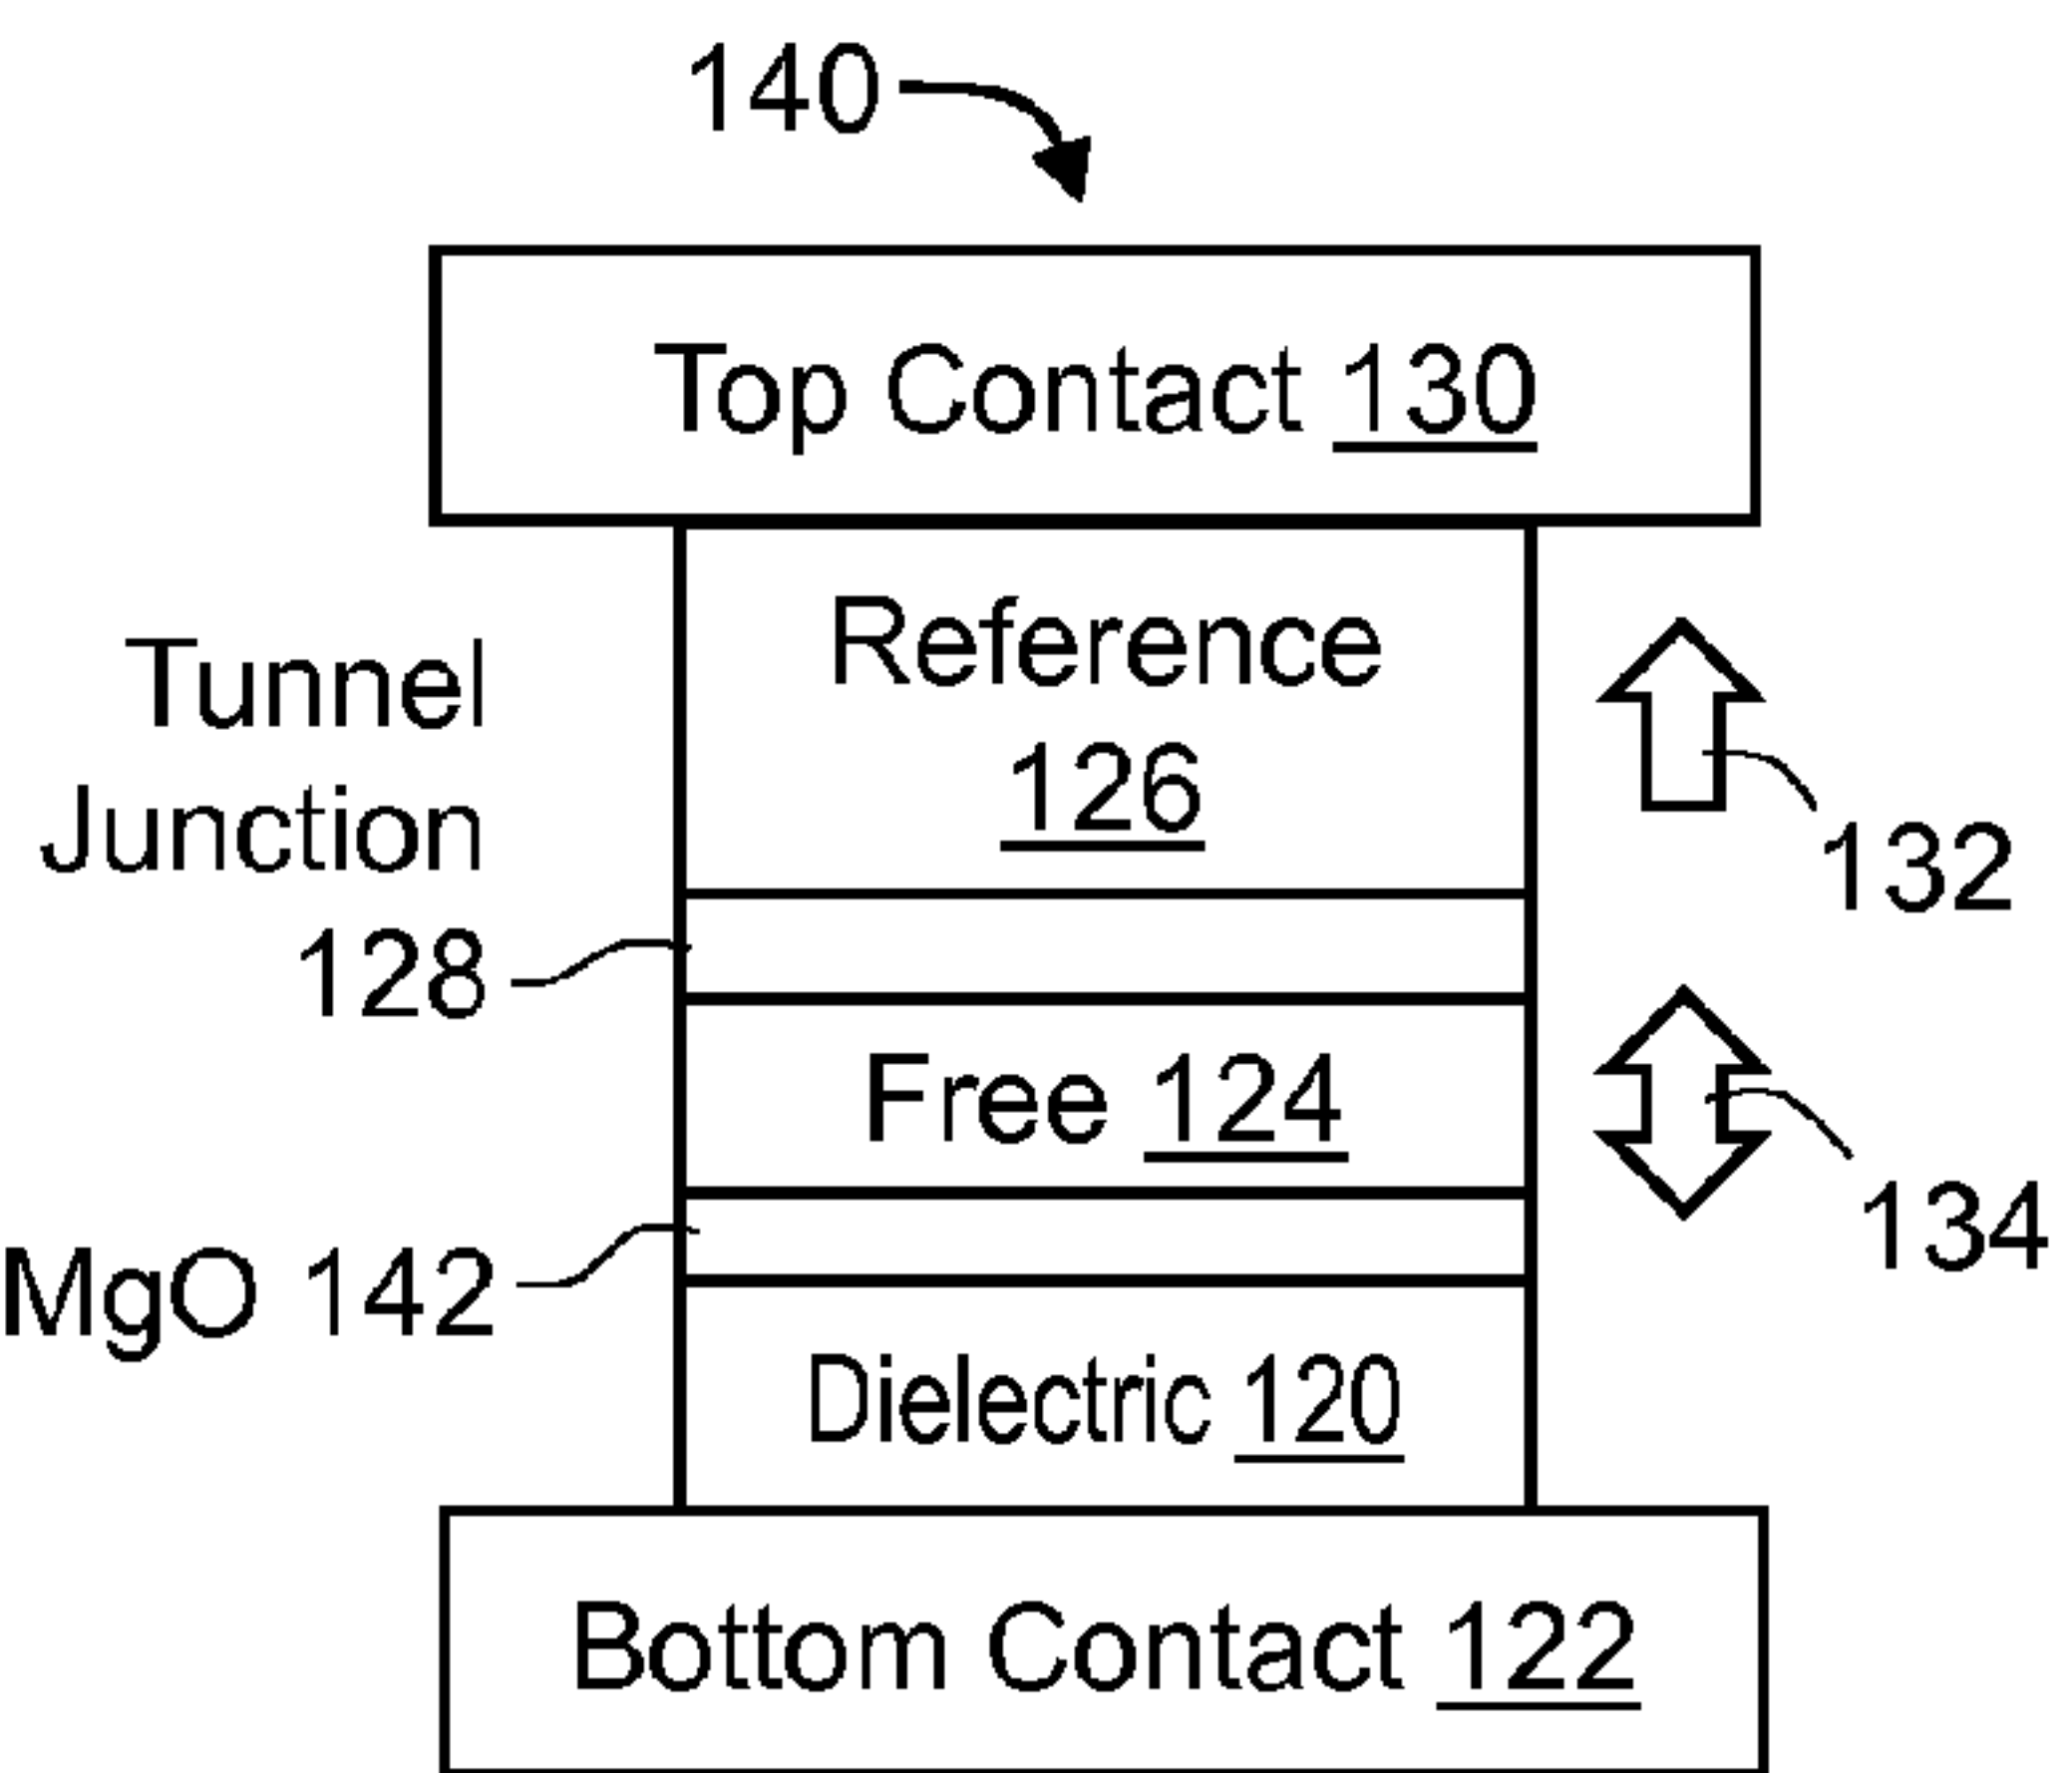 140
Top Contact 130
Reference
126
Tunnel
Junction
128
132
Free 124
134
MgO 142
Dielectric 120
Bottom Contact 122